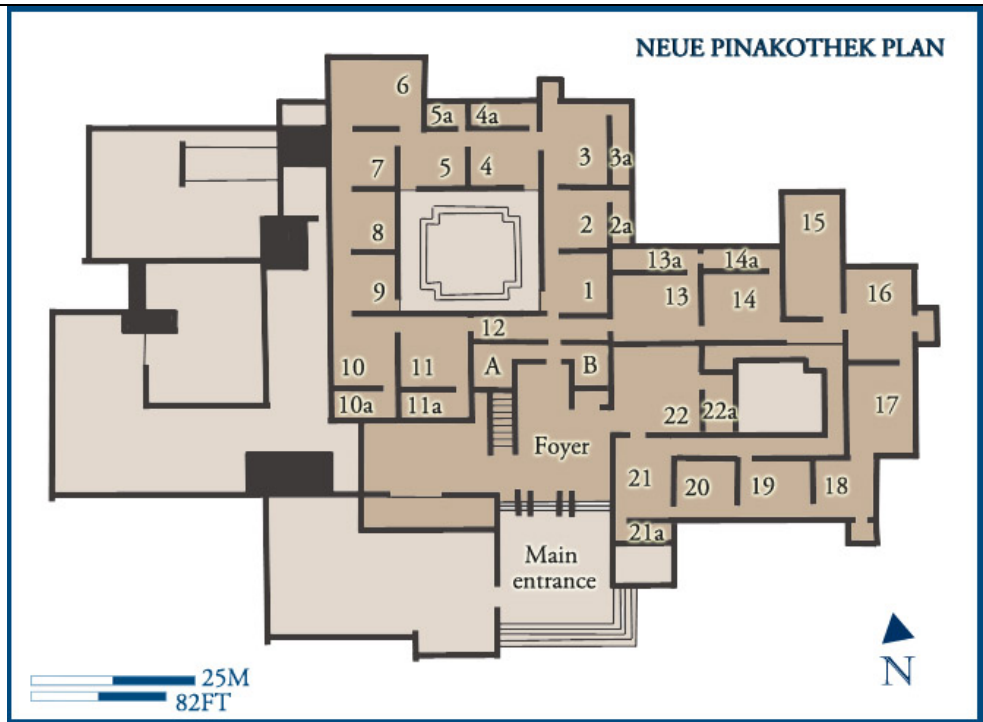 NEUE PINAKOTHEK PLAN
6
5a
4a
3
3a
7
5
4
2
2a
8
15
13a
14a
9
1
13
14
16
12
10
11
A
B
17
10a
11a
22
22a
Foyer
21
20
19
18
21a
Main
entrance
25M
82FT
N